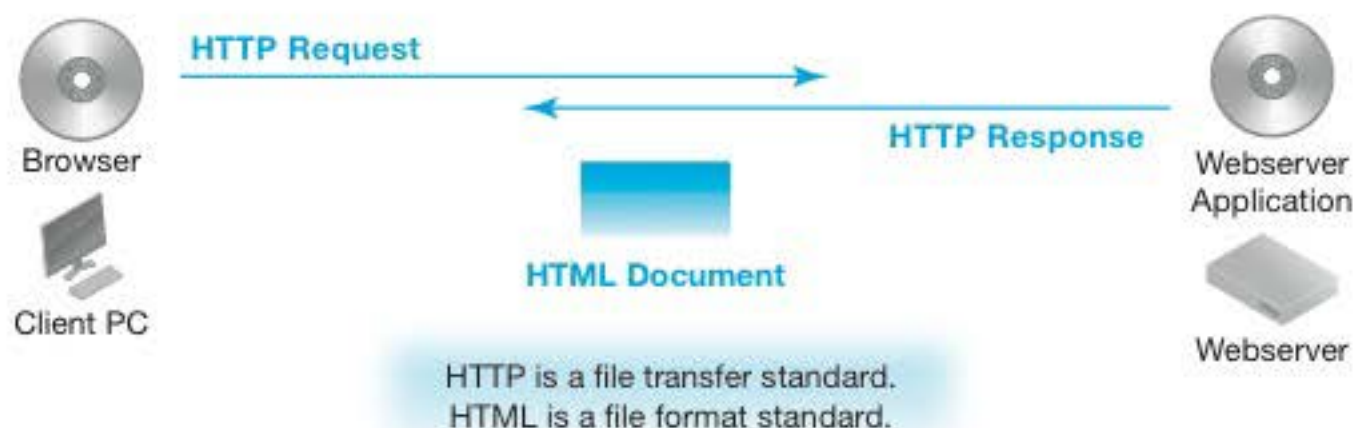 HTTP Request
HTTP Response
Browser
Webserver
Application
HTML Document
Client PC
Webserver
HTTP is a file transfer standard.
HTML is a file format standard.